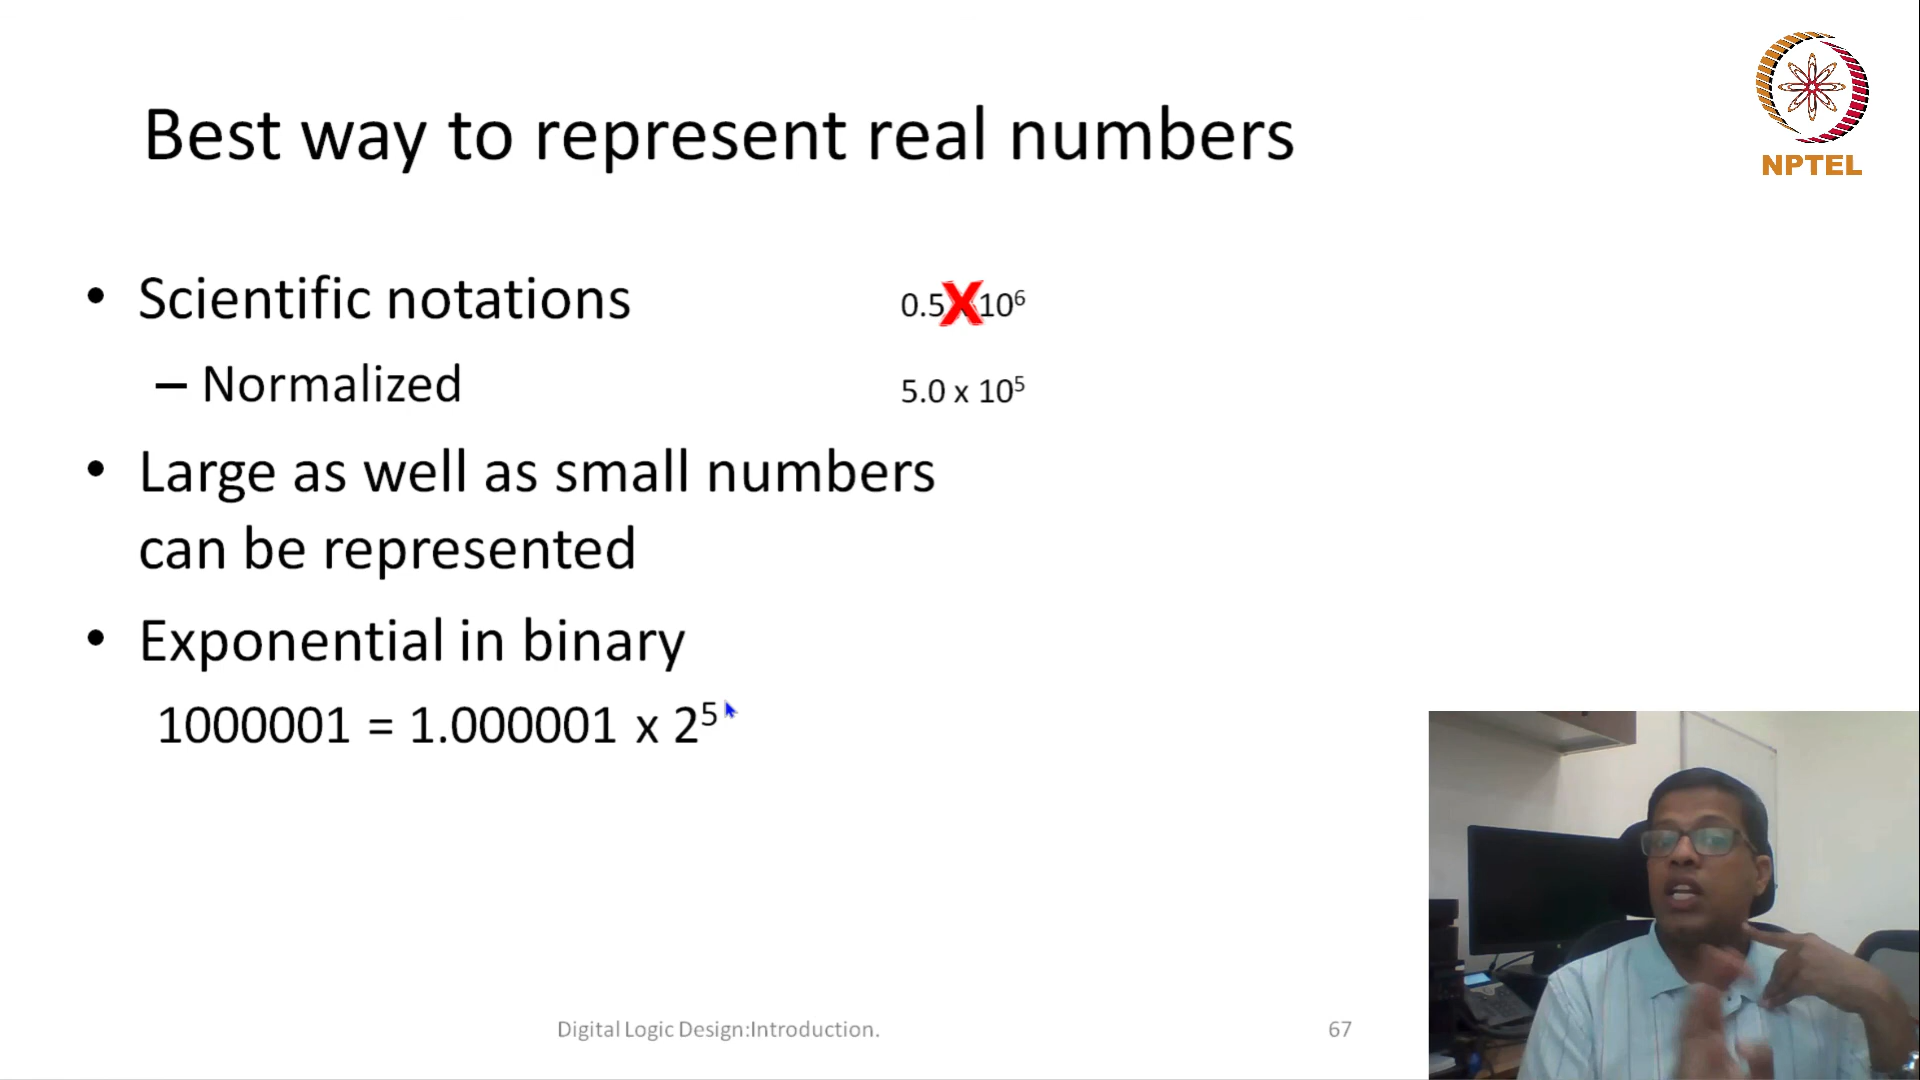 NPTEL
Best way to represent real numbers
• Scientific notations
0.5 X 10⁶
– Normalized
5.0 x 10⁵
• Large as well as small numbers
can be represented
• Exponential in binary
1000001 = 1.000001 x 2⁵
Digital Logic Design:Introduction.
67